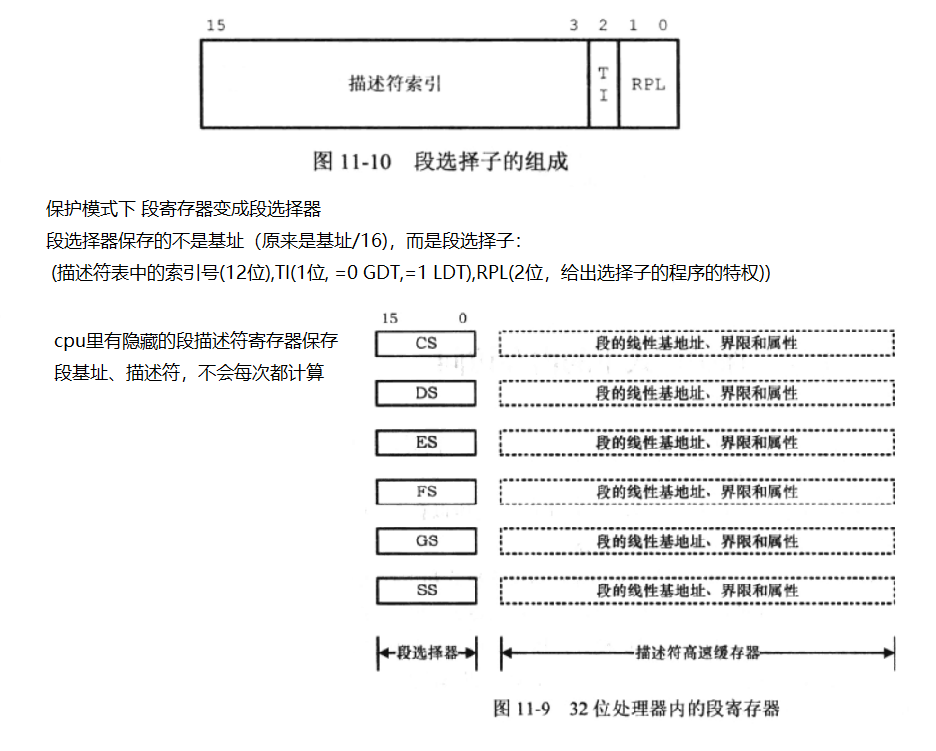 15 3 2 1 0
描述符索引 TI RPL
图 11-10 段选择子的组成
保护模式下 段寄存器变成段选择器
段选择器保存的不是基址（原来是基址/16)，而是段选择子：
(描述符表中的索引号(12位),TI(1位, =0 GDT,=1 LDT),RPL(2位，给出选择子的程序的特权))
cpu里有隐藏的段描述符寄存器保存
段基址、描述符，不会每次都计算
15 0
CS 段的线性基地址、界限和属性
DS 段的线性基地址、界限和属性
ES 段的线性基地址、界限和属性
FS 段的线性基地址、界限和属性
GS 段的线性基地址、界限和属性
SS 段的线性基地址、界限和属性
段选择器 描述符高速缓存器
图 11-9 32 位处理器内的段寄存器